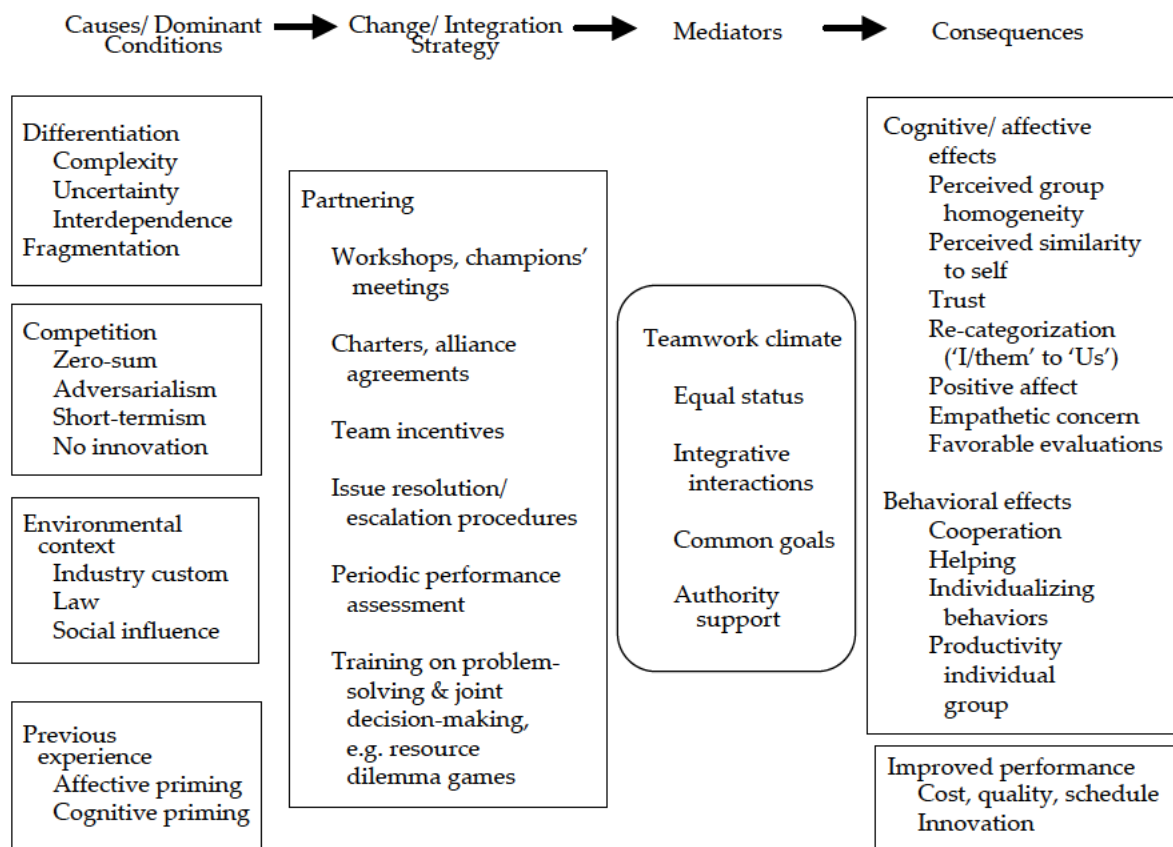 Causes/ Dominant
Conditions
Change/ Integration
Strategy
Mediators
Consequences
Differentiation
Complexity
Uncertainty
Interdependence
Fragmentation
Competition
Zero-sum
Adversarialism
Short-termism
No innovation
Environmental
context
Industry custom
Law
Social influence
Previous
experience
Affective priming
Cognitive priming
Partnering
Workshops, champions’
meetings
Charters, alliance
agreements
Team incentives
Issue resolution/
escalation procedures
Periodic performance
assessment
Training on problem-
solving & joint
decision-making,
e.g. resource
dilemma games
Teamwork climate
Equal status
Integrative
interactions
Common goals
Authority
support
Cognitive/ affective
effects
Perceived group
homogeneity
Perceived similarity
to self
Trust
Re-categorization
(‘I/them’ to ‘Us’)
Positive affect
Empathetic concern
Favorable evaluations
Behavioral effects
Cooperation
Helping
Individualizing
behaviors
Productivity
individual
group
Improved performance
Cost, quality, schedule
Innovation